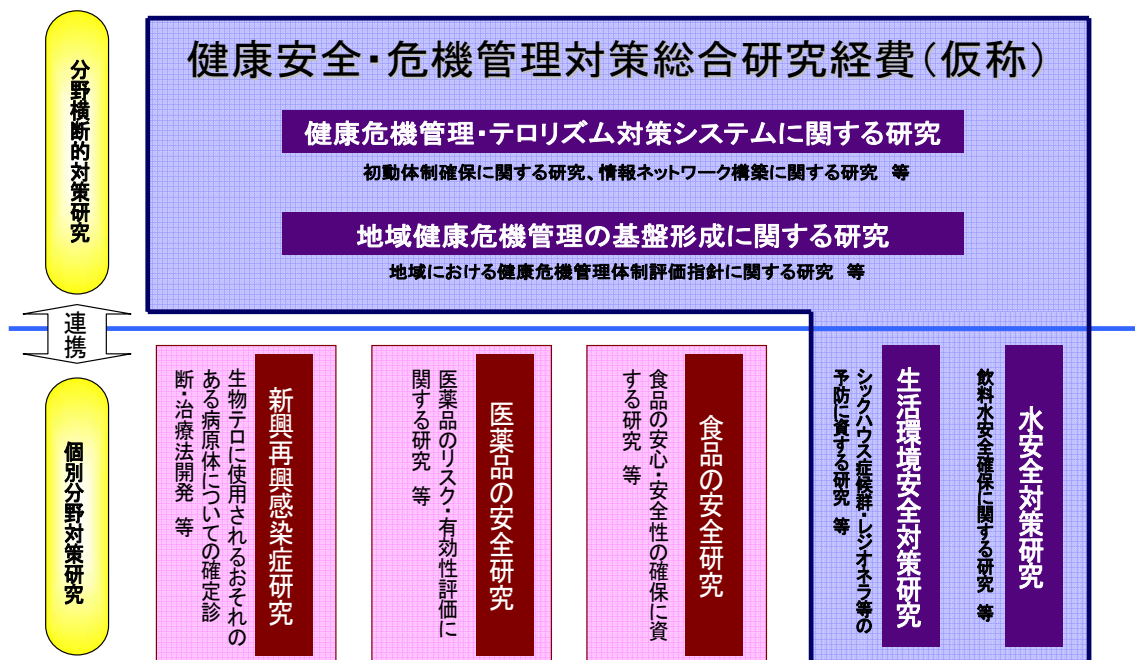 分野横断的対策研究
健康安全・危機管理対策総合研究経費(仮称)
健康危機管理・テロリズム対策システムに関する研究
初動体制確保に関する研究、情報ネットワーク構築に関する研究 等
地域健康危機管理の基盤形成に関する研究
地域における健康危機管理体制評価指針に関する研究 等
連携
個別分野対策研究
新興再興感染症研究
生物テロに使用されるおそれの
ある病原体についての確定診
断・治療法開発 等
医薬品の安全研究
医薬品のリスク・有効性評価に
関する研究 等
食品の安全研究
食品の安心・安全性の確保に資
する研究 等
生活環境安全対策研究
シックハウス症候群・レジオネラ等の
予防に資する研究 等
水安全対策研究
飲料水安全確保に関する研究 等